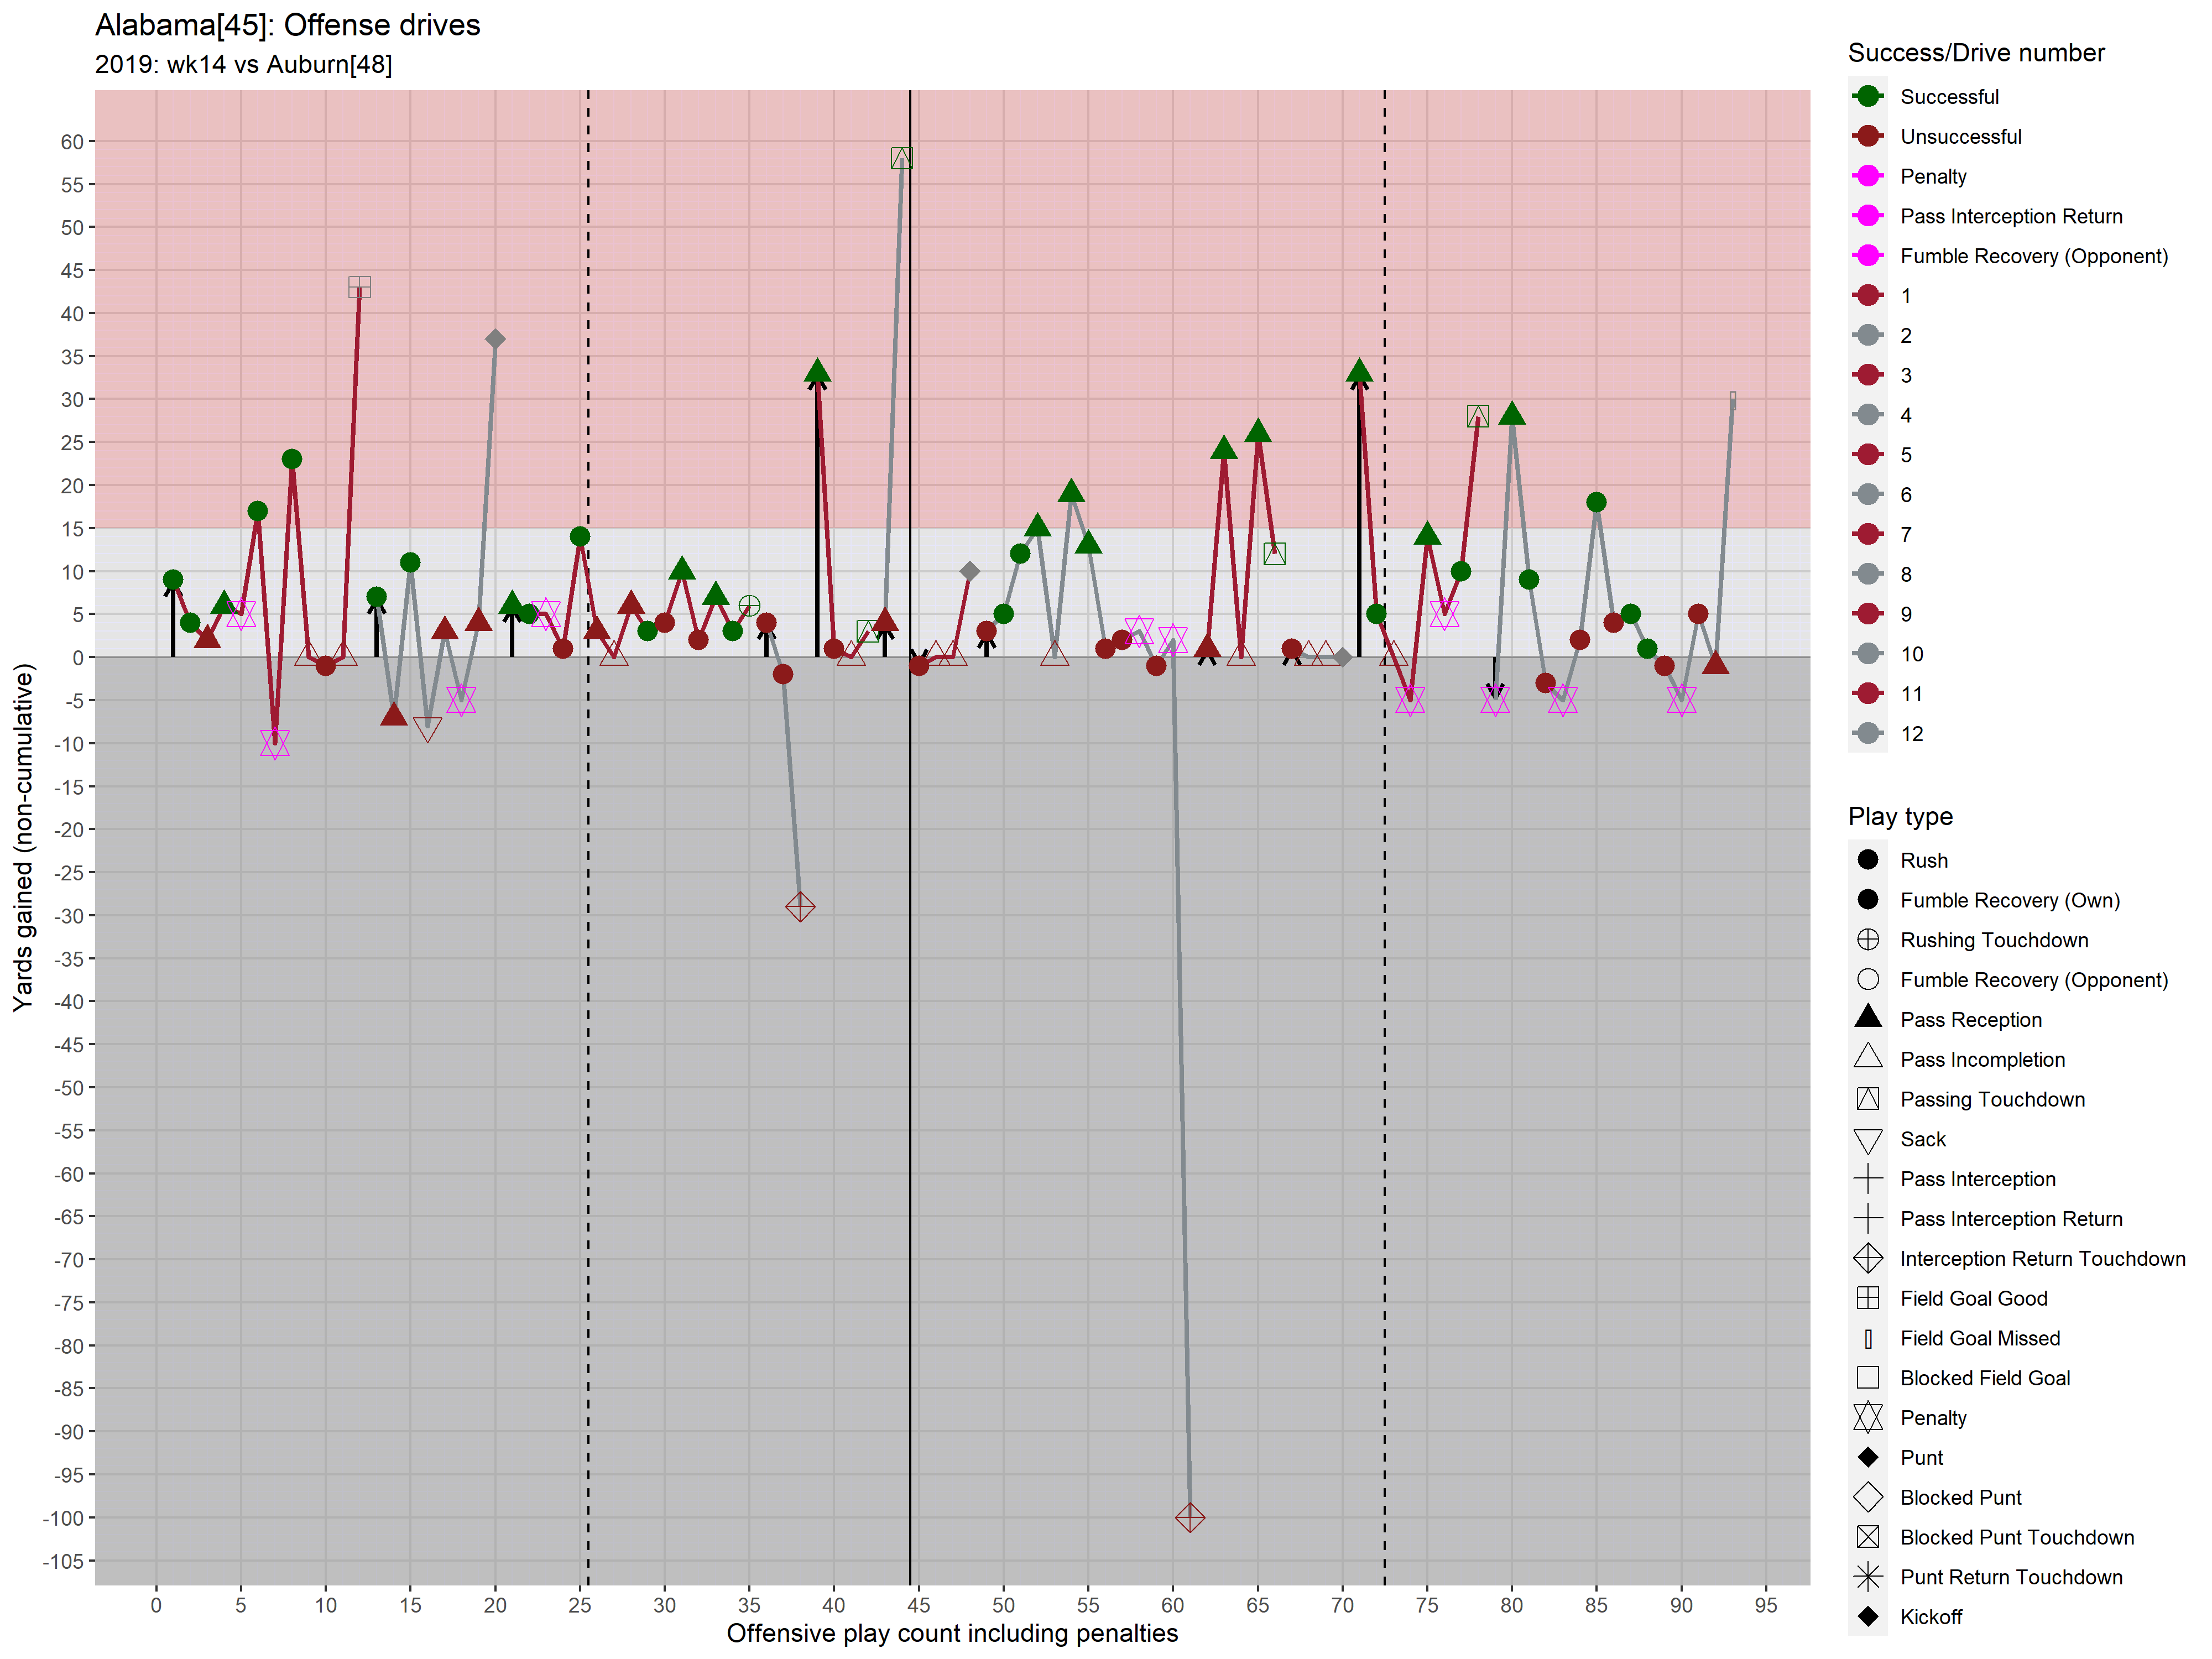 Alabama[45]: Offense drives
2019: wk14 vs Auburn[48]
Yards gained (non-cumulative)
60
55
50
45
40
35
30
25
20
15
10
5
0
-5
-10
-15
-20
-25
-30
-35
-40
-45
-50
-55
-60
-65
-70
-75
-80
-85
-90
-95
-100
-105
0 5 10 15 20 25 30 35 40 45 50 55 60 65 70 75 80 85 90 95
Offensive play count including penalties
Success/Drive number
Successful
Unsuccessful
Penalty
Pass Interception Return
Fumble Recovery (Opponent)
1
2
3
4
5
6
7
8
9
10
11
12
Play type
Rush
Fumble Recovery (Own)
Rushing Touchdown
Fumble Recovery (Opponent)
Pass Reception
Pass Incompletion
Passing Touchdown
Sack
Pass Interception
Pass Interception Return
Interception Return Touchdown
Field Goal Good
Field Goal Missed
Blocked Field Goal
Penalty
Punt
Blocked Punt
Blocked Punt Touchdown
Punt Return Touchdown
Kickoff